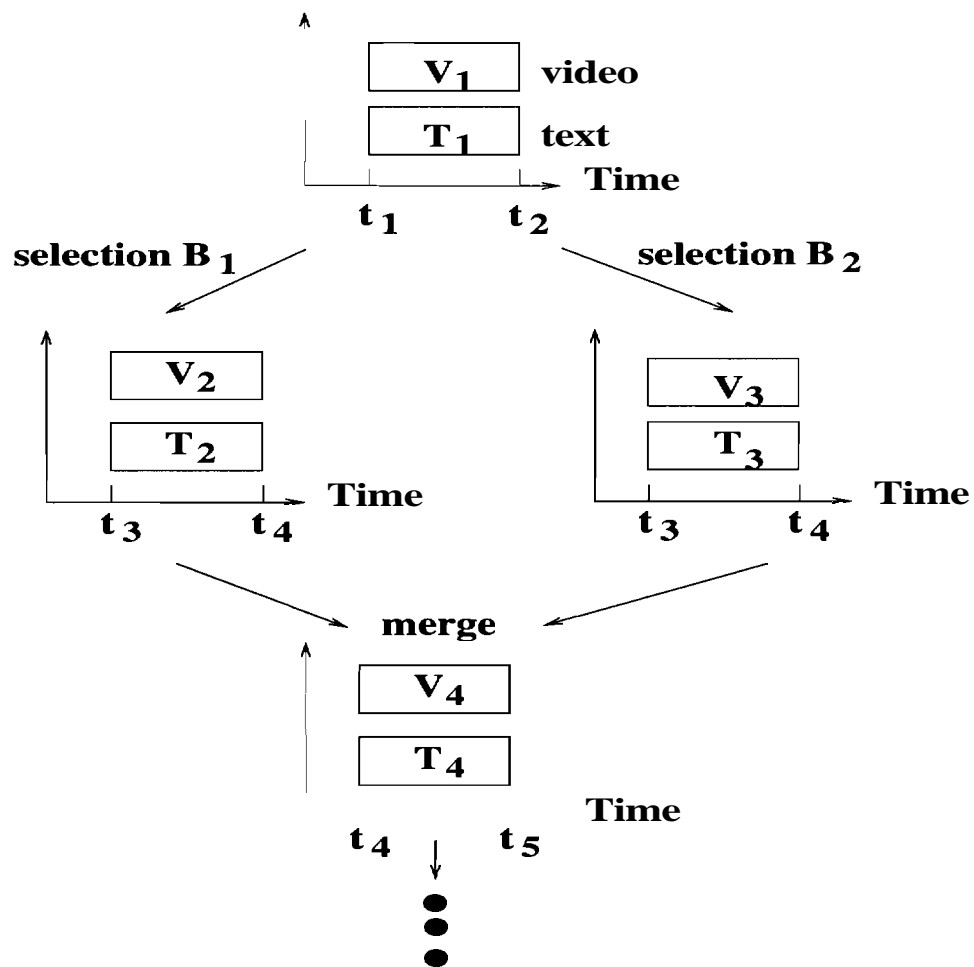 V1 video
T1 text
Time
t1 t2
selection B1 selection B2
V2 V3
T2 T3
Time Time
t3 t4 t3 t4
merge
V4
T4
Time
t4 t5